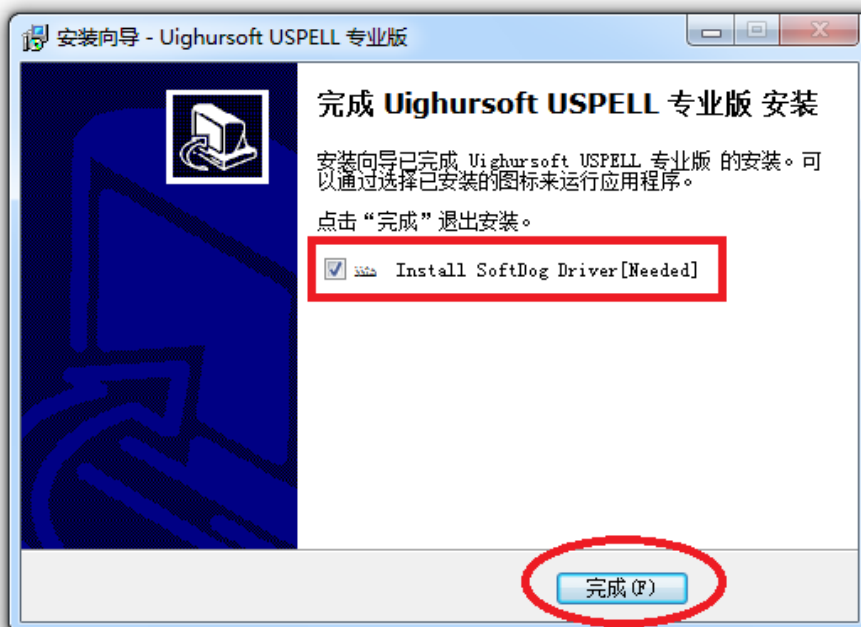 安装向导 - Uighursoft USPELL 专业版
完成 Uighursoft USPELL 专业版 安装
安装向导已完成 Uighursoft USPELL 专业版 的安装。可
以通过选择已安装的图标来运行应用程序。
点击“完成”退出安装。
Install SoftDog Driver[Needed]
完成(F)